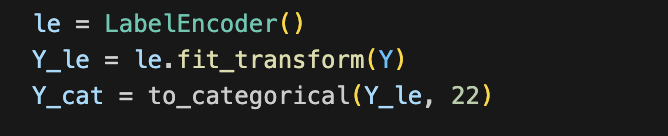 le = LabelEncoder()
Y_le = le.fit_transform(Y)
Y_cat = to_categorical(Y_le, 22)